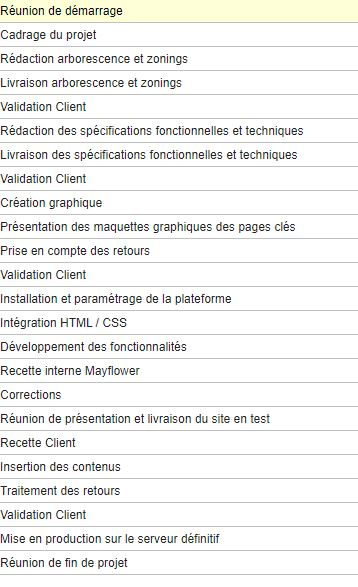 Réunion de démarrage
Cadrage du projet
Rédaction arborescence et zonings
Livraison arborescence et zonings
Validation Client
Rédaction des spécifications fonctionnelles et techniques
Livraison des spécifications fonctionnelles et techniques
Validation Client
Création graphique
Présentation des maquettes graphiques des pages clés
Prise en compte des retours
Validation Client
Installation et paramétrage de la plateforme
Intégration HTML / CSS
Développement des fonctionnalités
Recette interne Mayflower
Corrections
Réunion de présentation et livraison du site en test
Recette Client
Insertion des contenus
Traitement des retours
Validation Client
Mise en production sur le serveur définitif
Réunion de fin de projet